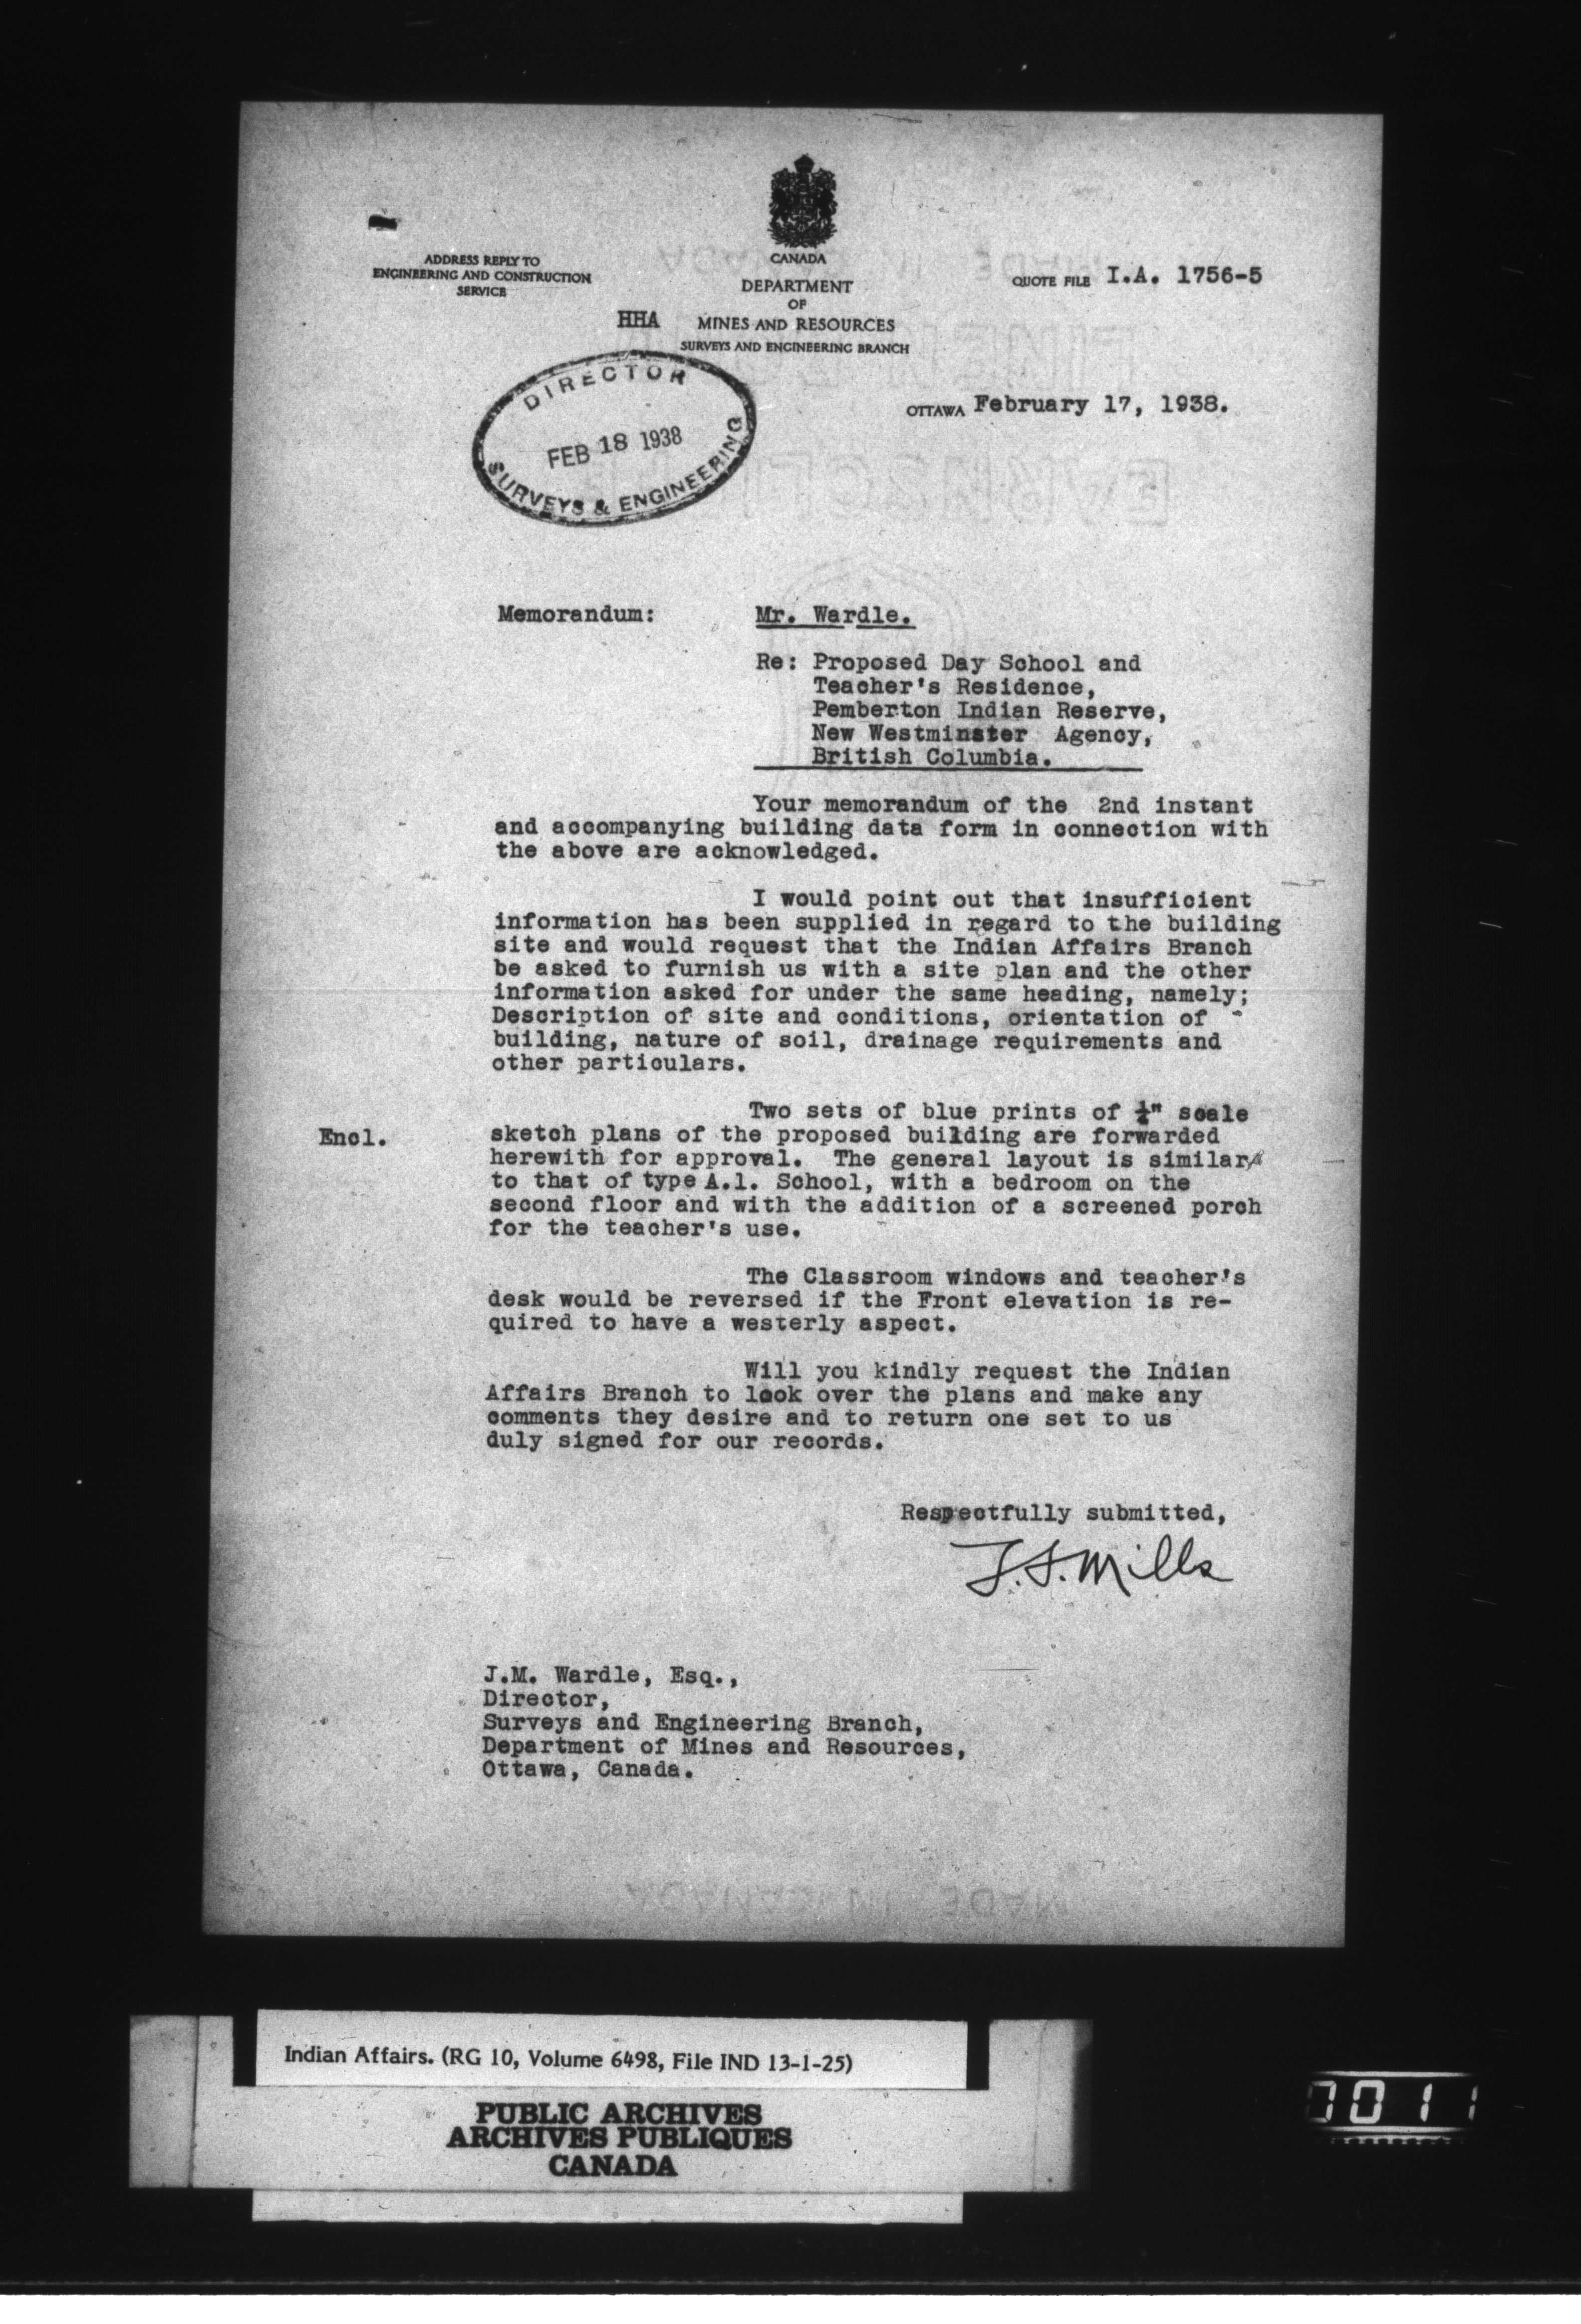 CANADA
ADDRESS REPLY TO
ENGINEERING AND CONSTRUCTION
SERVICE
DEPARTMENT
OF
MINES AND RESOURCES
SURVEYS AND ENGINEERING BRANCH
HHA
QUOTE FILE I.A. 1756-5
DIRECTOR
FEB 18 1938
SURVEYS & ENGINEERING
OTTAWA February 17, 1938.
Memorandum: Mr. Wardle.
Re: Proposed Day School and
Teacher's Residence,
Pemberton Indian Reserve,
New Westminster Agency,
British Columbia.
Your memorandum of the 2nd instant
and accompanying building data form in connection with
the above are acknowledged.
I would point out that insufficient
information has been supplied in regard to the building
site and would request that the Indian Affairs Branch
be asked to furnish us with a site plan and the other
information asked for under the same heading, namely;
Description of site and conditions, orientation of
building, nature of soil, drainage requirements and
other particulars.
Two sets of blue prints of ¼" scale
Encl. sketch plans of the proposed building are forwarded
herewith for approval. The general layout is similar
to that of type A.1. School, with a bedroom on the
second floor and with the addition of a screened porch
for the teacher's use.
The Classroom windows and teacher's
desk would be reversed if the Front elevation is re-
quired to have a westerly aspect.
Will you kindly request the Indian
Affairs Branch to look over the plans and make any
comments they desire and to return one set to us
duly signed for our records.
Respectfully submitted,
J.S. Mills
J.M. Wardle, Esq.,
Director,
Surveys and Engineering Branch,
Department of Mines and Resources,
Ottawa, Canada.
MADE IN CANADA
Indian Affairs. (RG 10, Volume 6498, File IND 13-1-25)
PUBLIC ARCHIVES
ARCHIVES PUBLIQUES
CANADA
0011